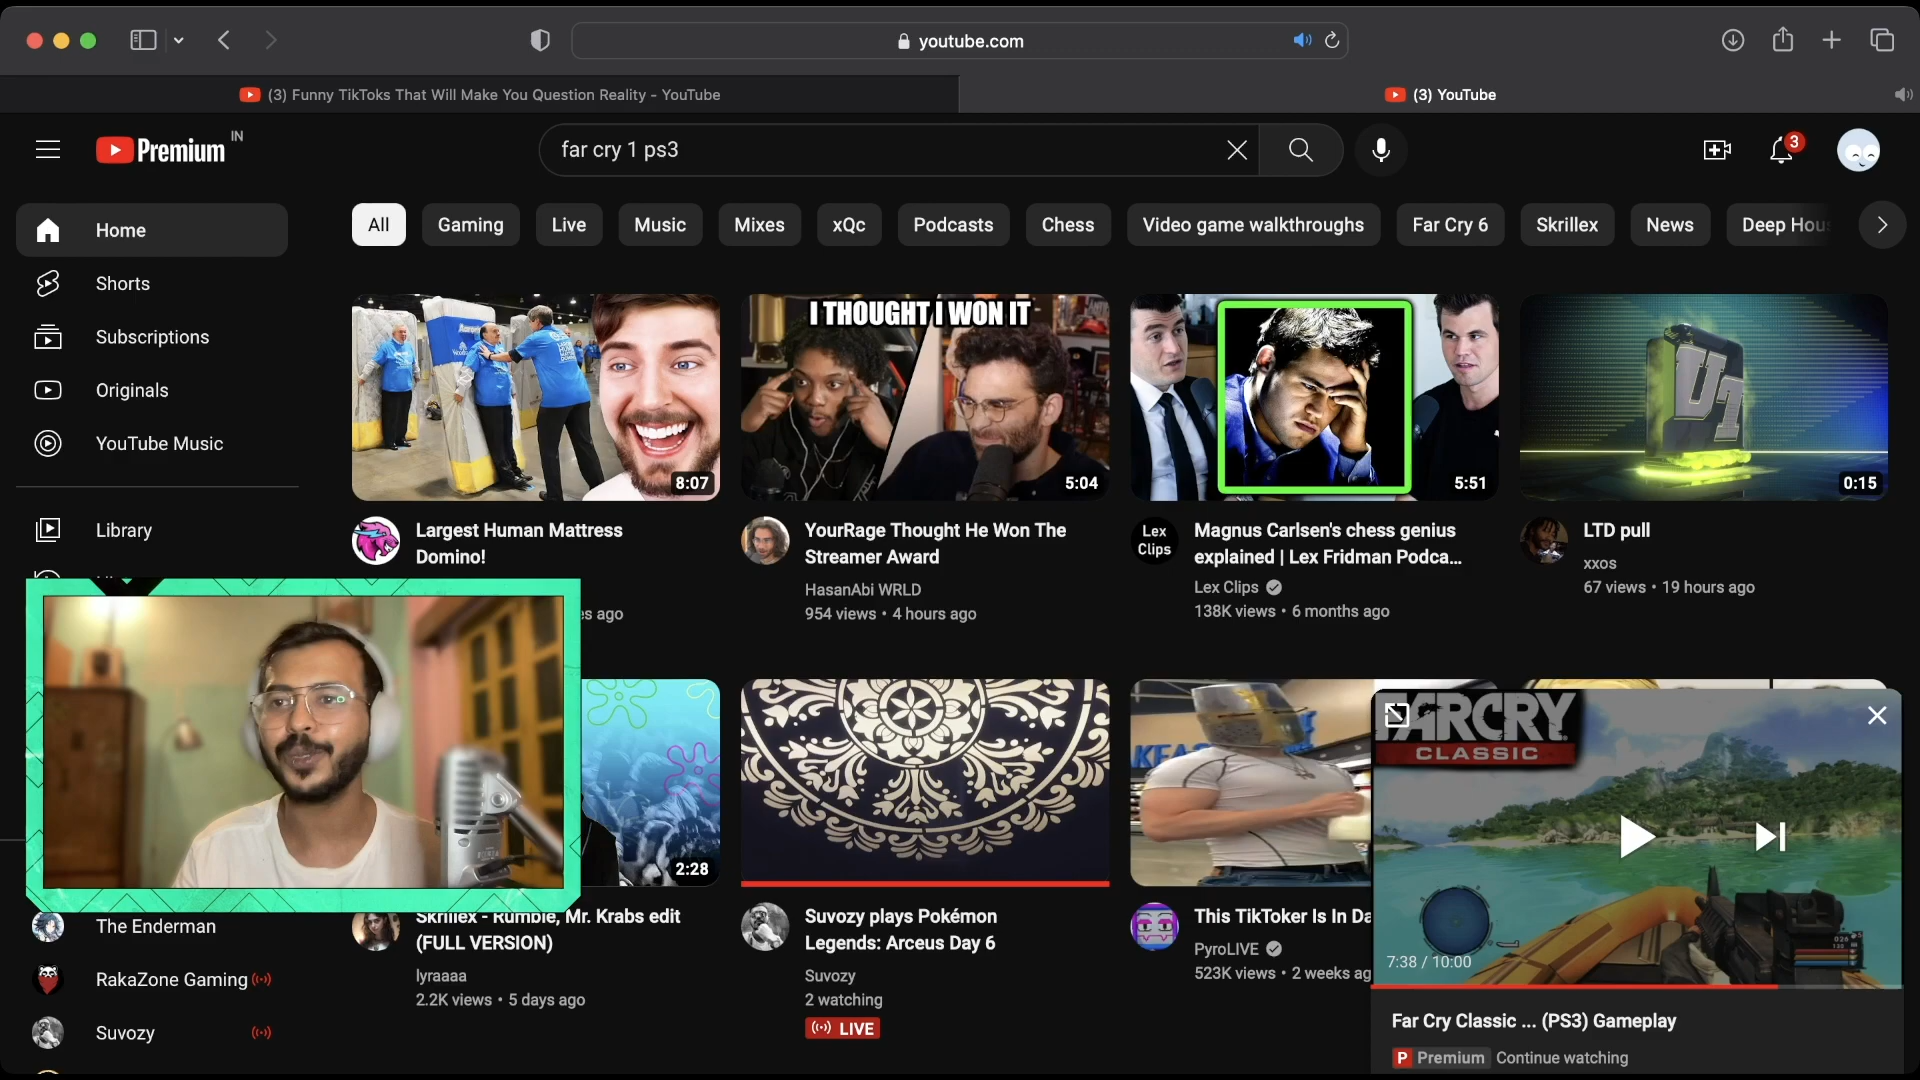 youtube.com
(3) Funny TikToks That Will Make You Question Reality - YouTube
(3) YouTube
Premium IN
far cry 1 ps3
3
Home
Shorts
Subscriptions
Originals
YouTube Music
Library
The Enderman
RakaZone Gaming
Suvozy
All
Gaming
Live
Music
Mixes
xQc
Podcasts
Chess
Video game walkthroughs
Far Cry 6
Skrillex
News
Deep Hou
8:07
Largest Human Mattress
Domino!
es ago
I THOUGHT I WON IT
5:04
YourRage Thought He Won The
Streamer Award
HasanAbi WRLD
954 views • 4 hours ago
5:51
Lex
Clips
Magnus Carlsen's chess genius
explained | Lex Fridman Podca...
Lex Clips
138K views • 6 months ago
UT
0:15
LTD pull
xxos
67 views • 19 hours ago
2:28
Skrillex - Rumble, Mr. Krabs edit
(FULL VERSION)
lyraaaa
2.2K views • 5 days ago
Suvozy plays Pokémon
Legends: Arceus Day 6
Suvozy
2 watching
LIVE
This TikToker Is In Da
PyroLIVE
523K views • 2 weeks ag
FARCRY
CLASSIC
7:38 / 10:00
Far Cry Classic ... (PS3) Gameplay
P Premium Continue watching